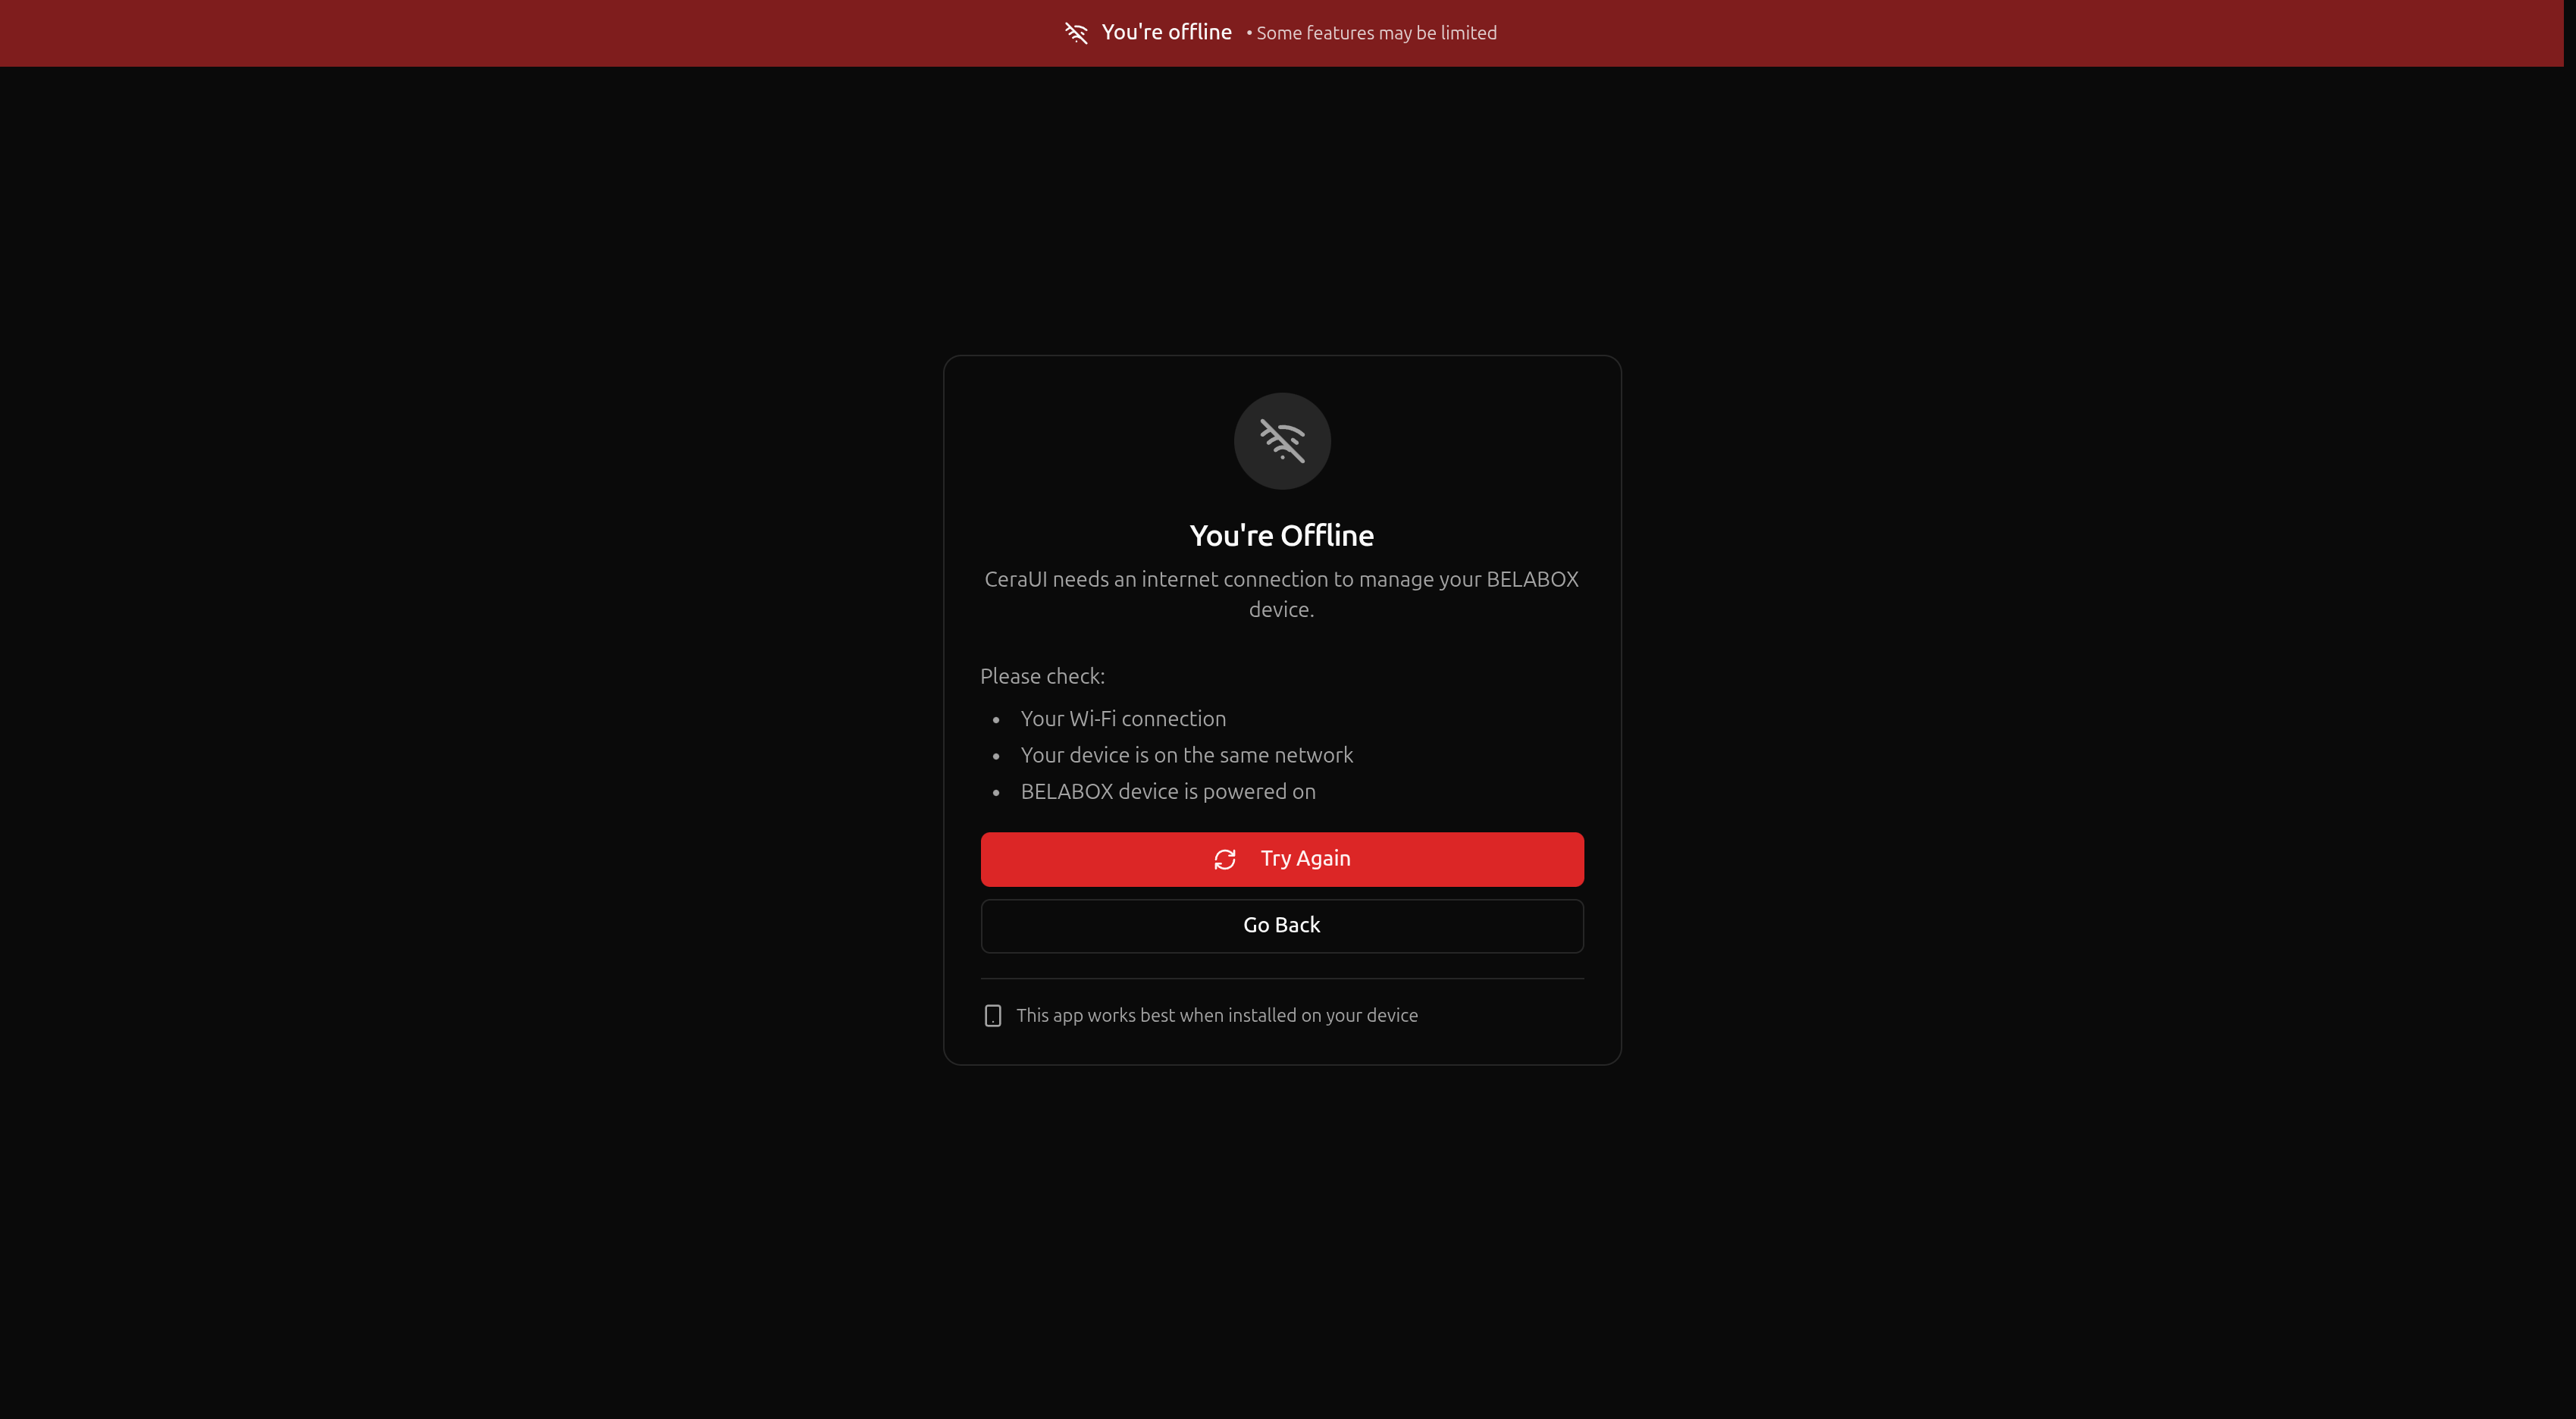 You're offline • Some features may be limited
You're Offline
CeraUI needs an internet connection to manage your BELABOX
device.
Please check:
• Your Wi-Fi connection
• Your device is on the same network
• BELABOX device is powered on
Try Again
Go Back
This app works best when installed on your device